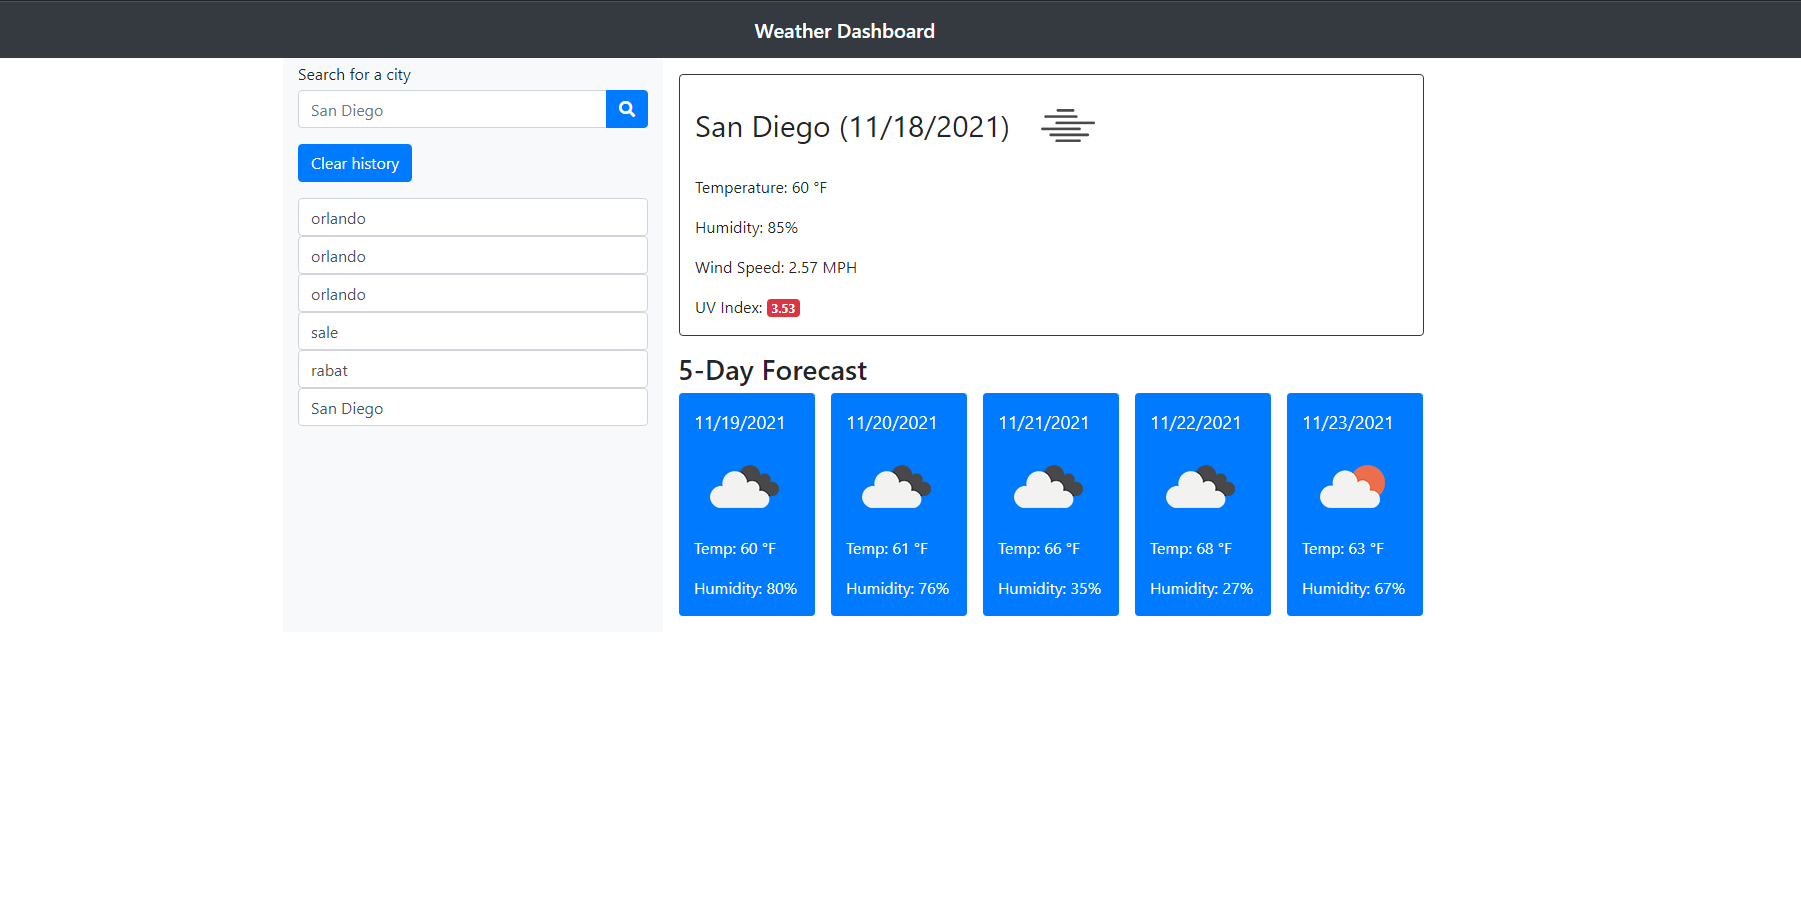 Weather Dashboard
Search for a city
San Diego
Clear history
orlando
orlando
orlando
sale
rabat
San Diego
San Diego (11/18/2021)
Temperature: 60 °F
Humidity: 85%
Wind Speed: 2.57 MPH
UV Index: 3.53
5-Day Forecast
11/19/2021
Temp: 60 °F
Humidity: 80%
11/20/2021
Temp: 61 °F
Humidity: 76%
11/21/2021
Temp: 66 °F
Humidity: 35%
11/22/2021
Temp: 68 °F
Humidity: 27%
11/23/2021
Temp: 63 °F
Humidity: 67%